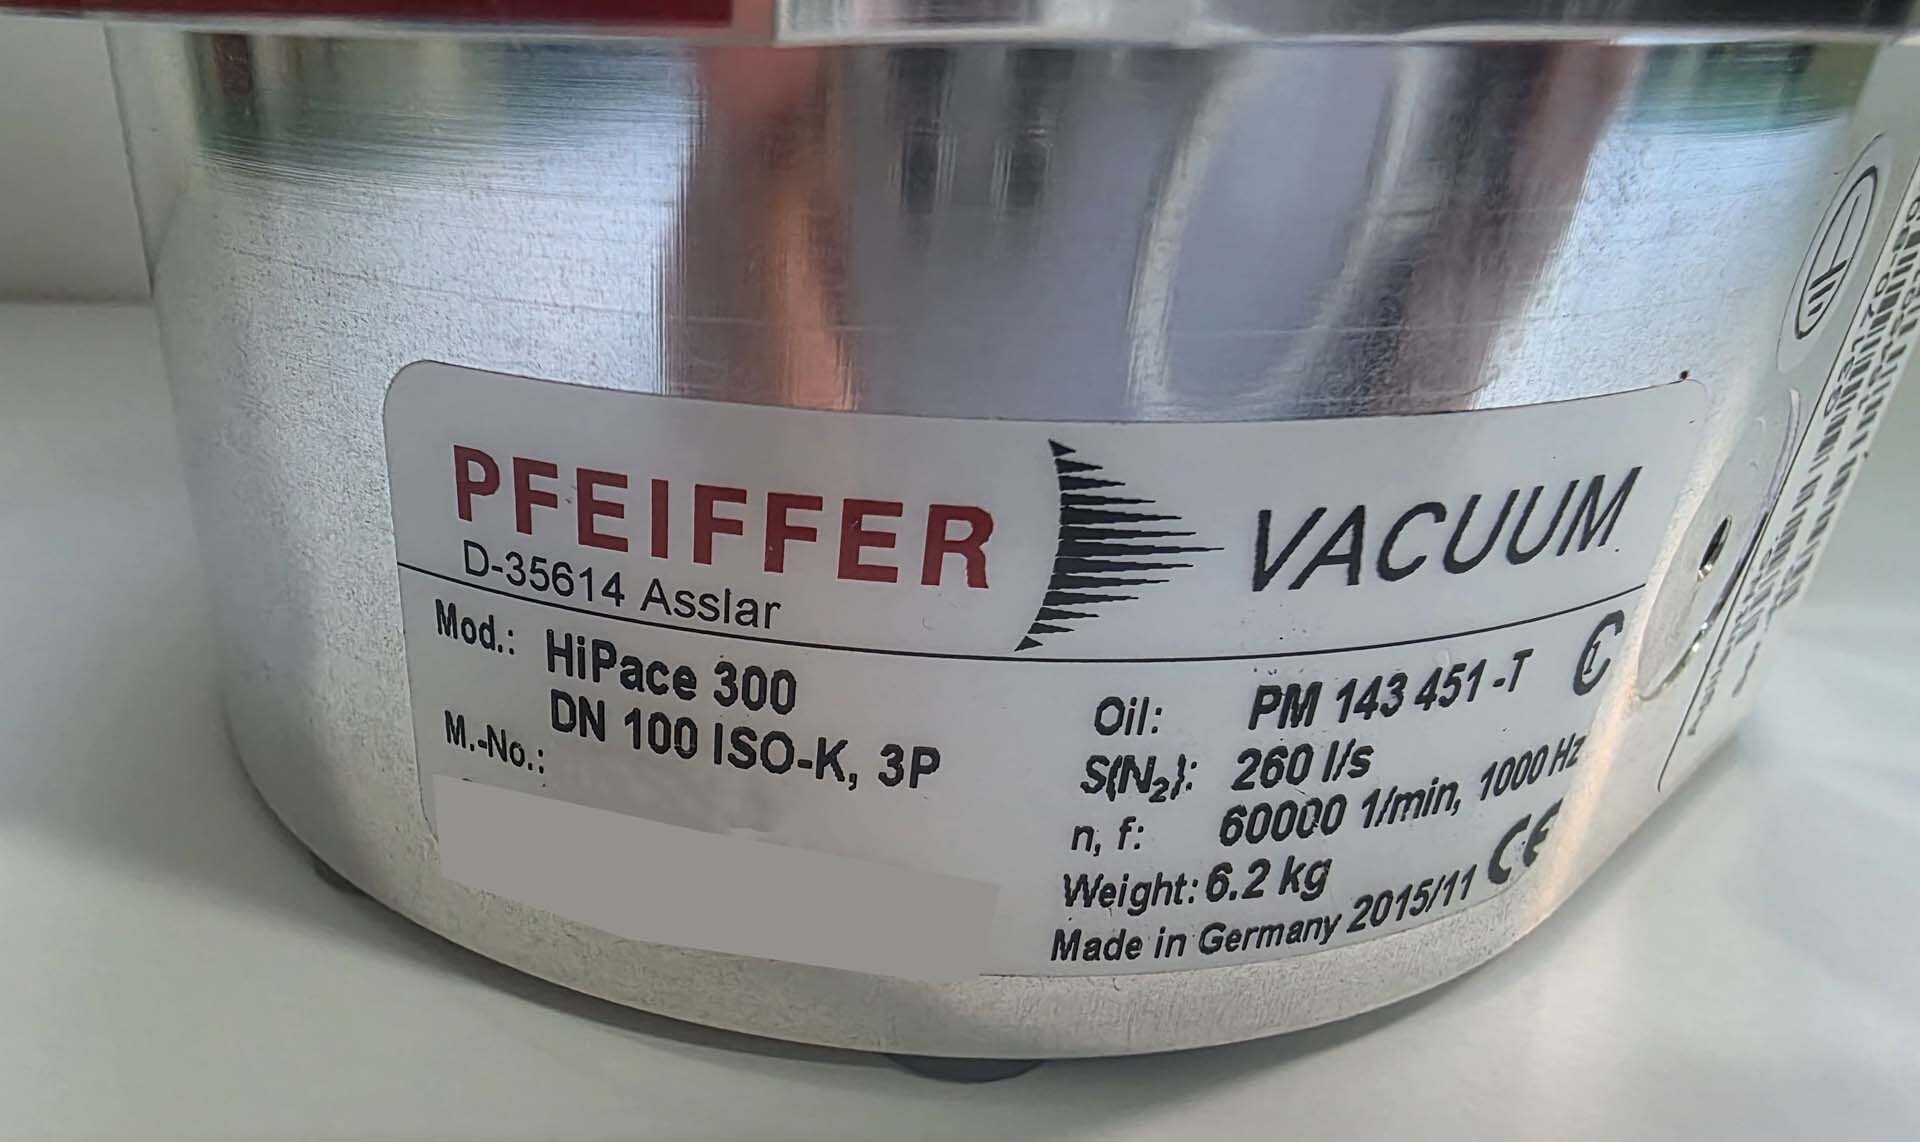 PFEIFFER VACUUM
D-35614 Asslar
Mod.: HiPace 300
DN 100 ISO-K, 3P
M.-No.:
Oil: PM 143 451 -T
S(N₂): 260 l/s
n, f: 60000 1/min, 1000 Hz
Weight: 6.2 kg
Made in Germany 2015/11 CE